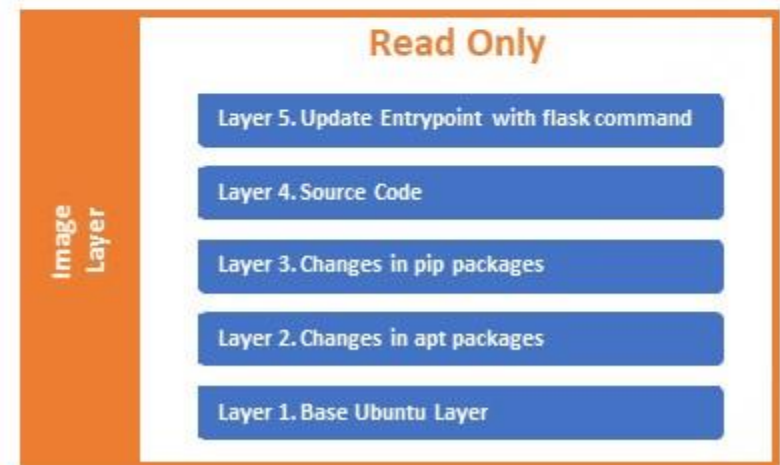 Read Only
Layer 5. Update Entrypoint with flask command
Layer 4. Source Code
Layer 3. Changes in pip packages
Layer 2. Changes in apt packages
Layer 1. Base Ubuntu Layer
Image
Layer